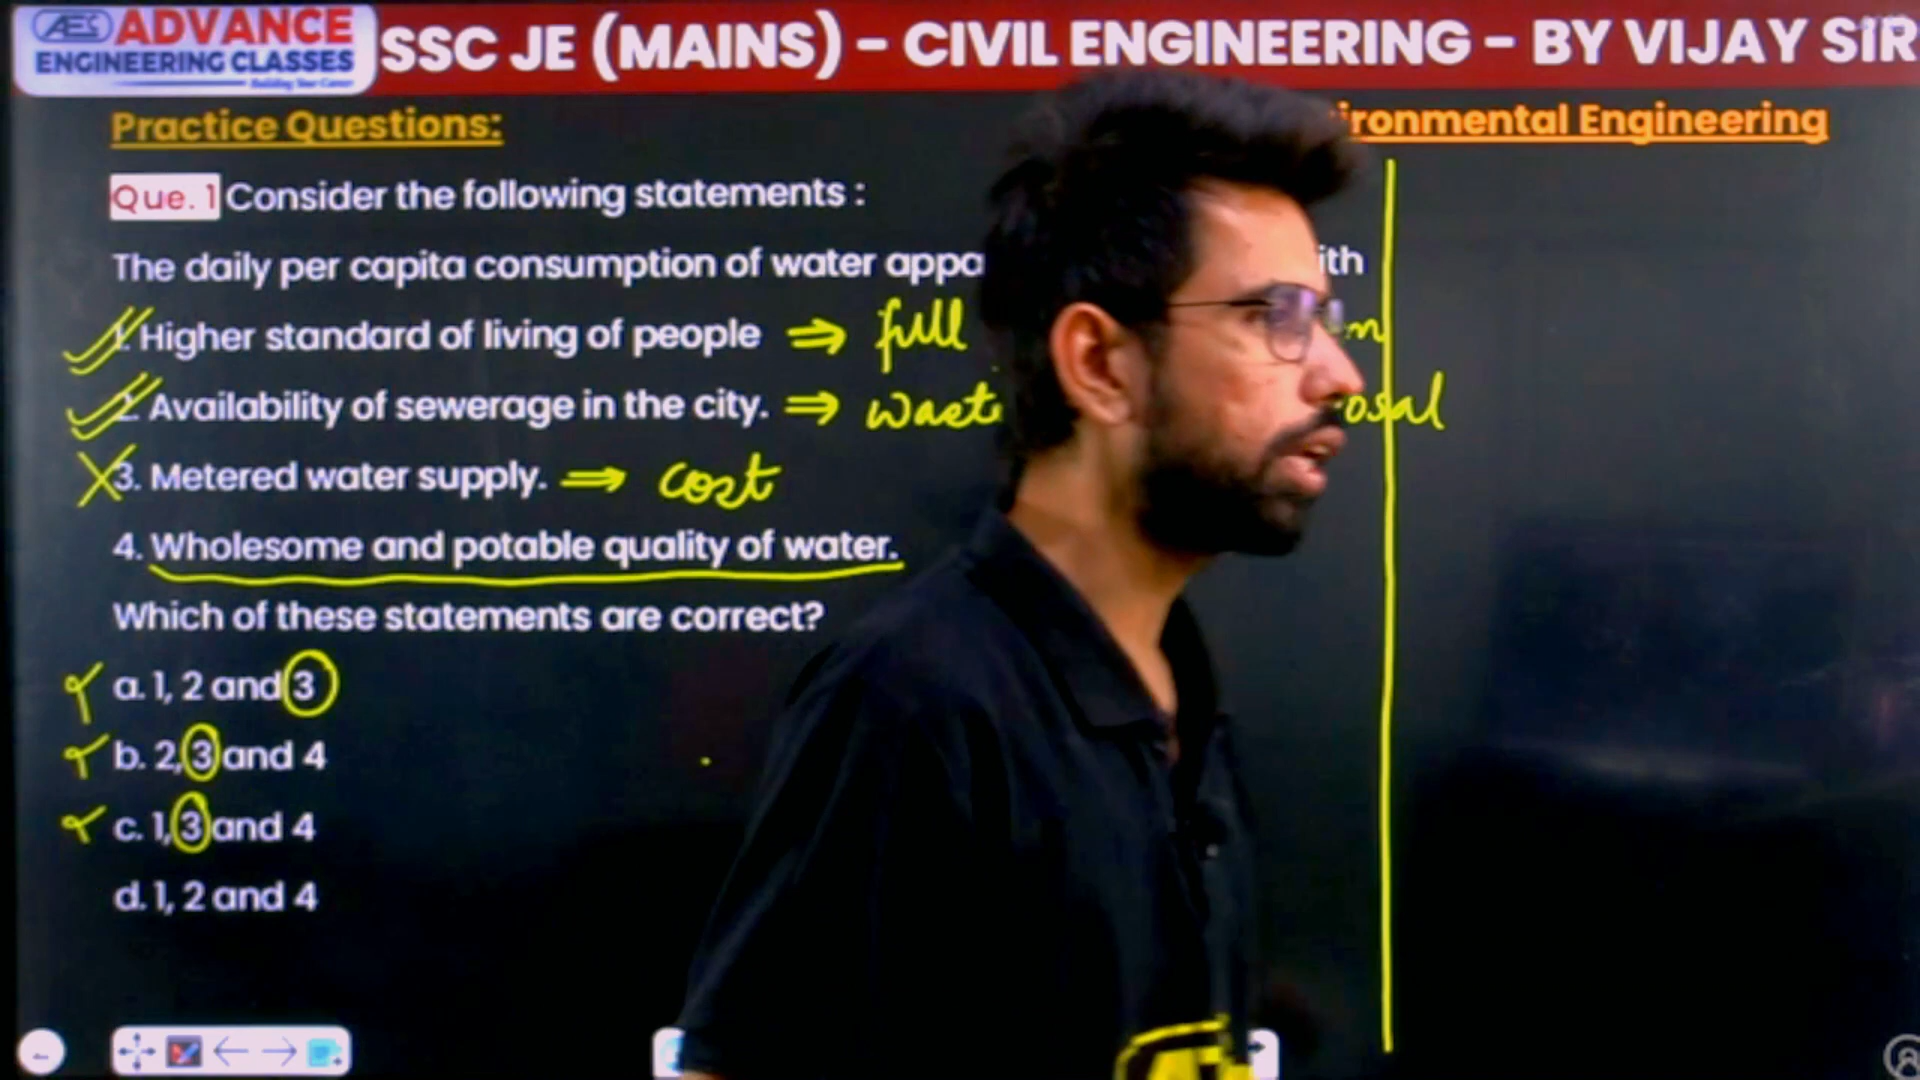 AES ADVANCE
ENGINEERING CLASSES
Building Your Career
SSC JE (MAINS) – CIVIL ENGINEERING – BY VIJAY SIR
Practice Questions:
ironmental Engineering
Que. 1 Consider the following statements :
The daily per capita consumption of water appa ith
1. Higher standard of living of people ⇒ full
2. Availability of sewerage in the city. ⇒ waste osal
3. Metered water supply. ⇒ cost
4. Wholesome and potable quality of water.
Which of these statements are correct?
a. 1, 2 and 3
b. 2, 3 and 4
c. 1, 3 and 4
d. 1, 2 and 4